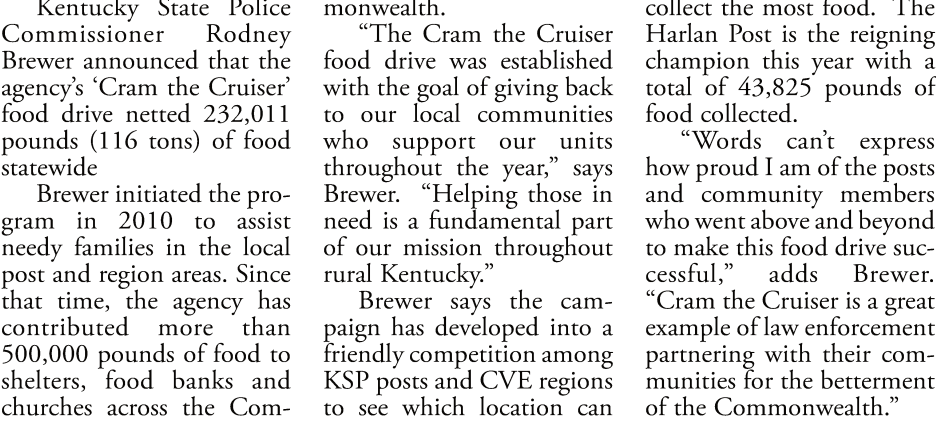 Kentucky State Police
Commissioner Rodney
Brewer announced that the
agency's 'Cram the Cruiser'
food drive netted 232,011
pounds (116 tons) of food
statewide
Brewer initiated the pro-
gram in 2010 to assist
needy families in the local
post and region areas. Since
that time, the agency has
contributed more than
500,000 pounds of food to
shelters, food banks and
churches across the Com-
monwealth.
"The Cram the Cruiser
food drive was established
with the goal of giving back
to our local communities
who support our units
throughout the year," says
Brewer. "Helping those in
need is a fundamental part
of our mission throughout
rural Kentucky."
Brewer says the cam-
paign has developed into a
friendly competition among
KSP posts and CVE regions
to see which location can
collect the most food. The
Harlan Post is the reigning
champion this year with a
total of 43,825 pounds of
food collected.
"Words can't express
how proud I am of the posts
and community members
who went above and beyond
to make this food drive suc-
cessful," adds Brewer.
"Cram the Cruiser is a great
example of law enforcement
partnering with their com-
munities for the betterment
of the Commonwealth."